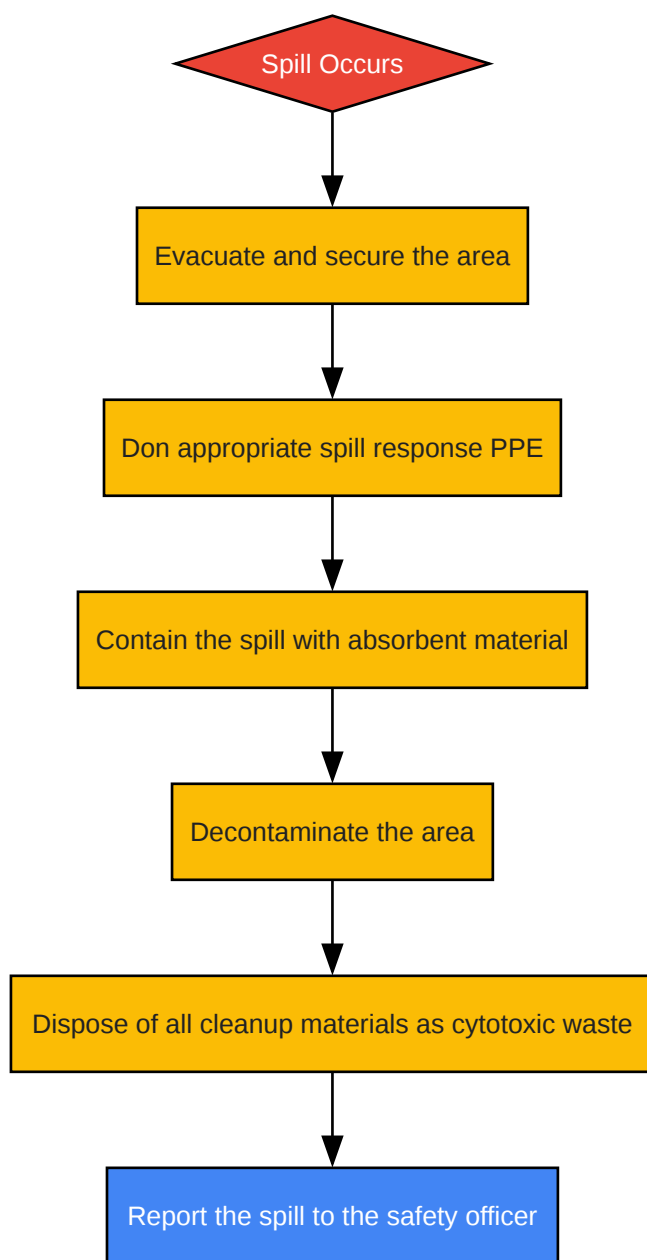 Spill Occurs
Evacuate and secure the area
Don appropriate spill response PPE
Contain the spill with absorbent material
Decontaminate the area
Dispose of all cleanup materials as cytotoxic waste
Report the spill to the safety officer